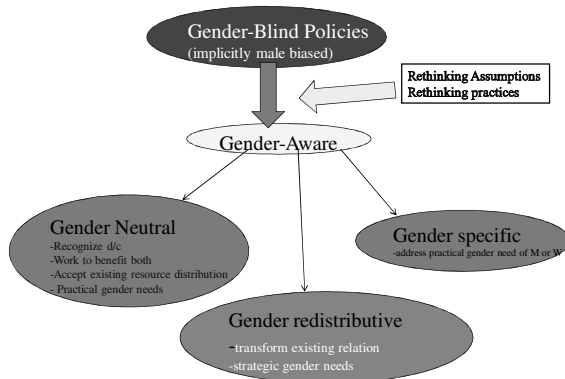 Gender-Blind Policies
(implicitly male biased)
Rethinking Assumptions
Rethinking practices
Gender-Aware
Gender Neutral
-Recognize d/c
-Work to benefit both
-Accept existing resource distribution
- Practical gender needs
Gender specific
-address practical gender need of M or W
Gender redistributive
-transform existing relation
-strategic gender needs